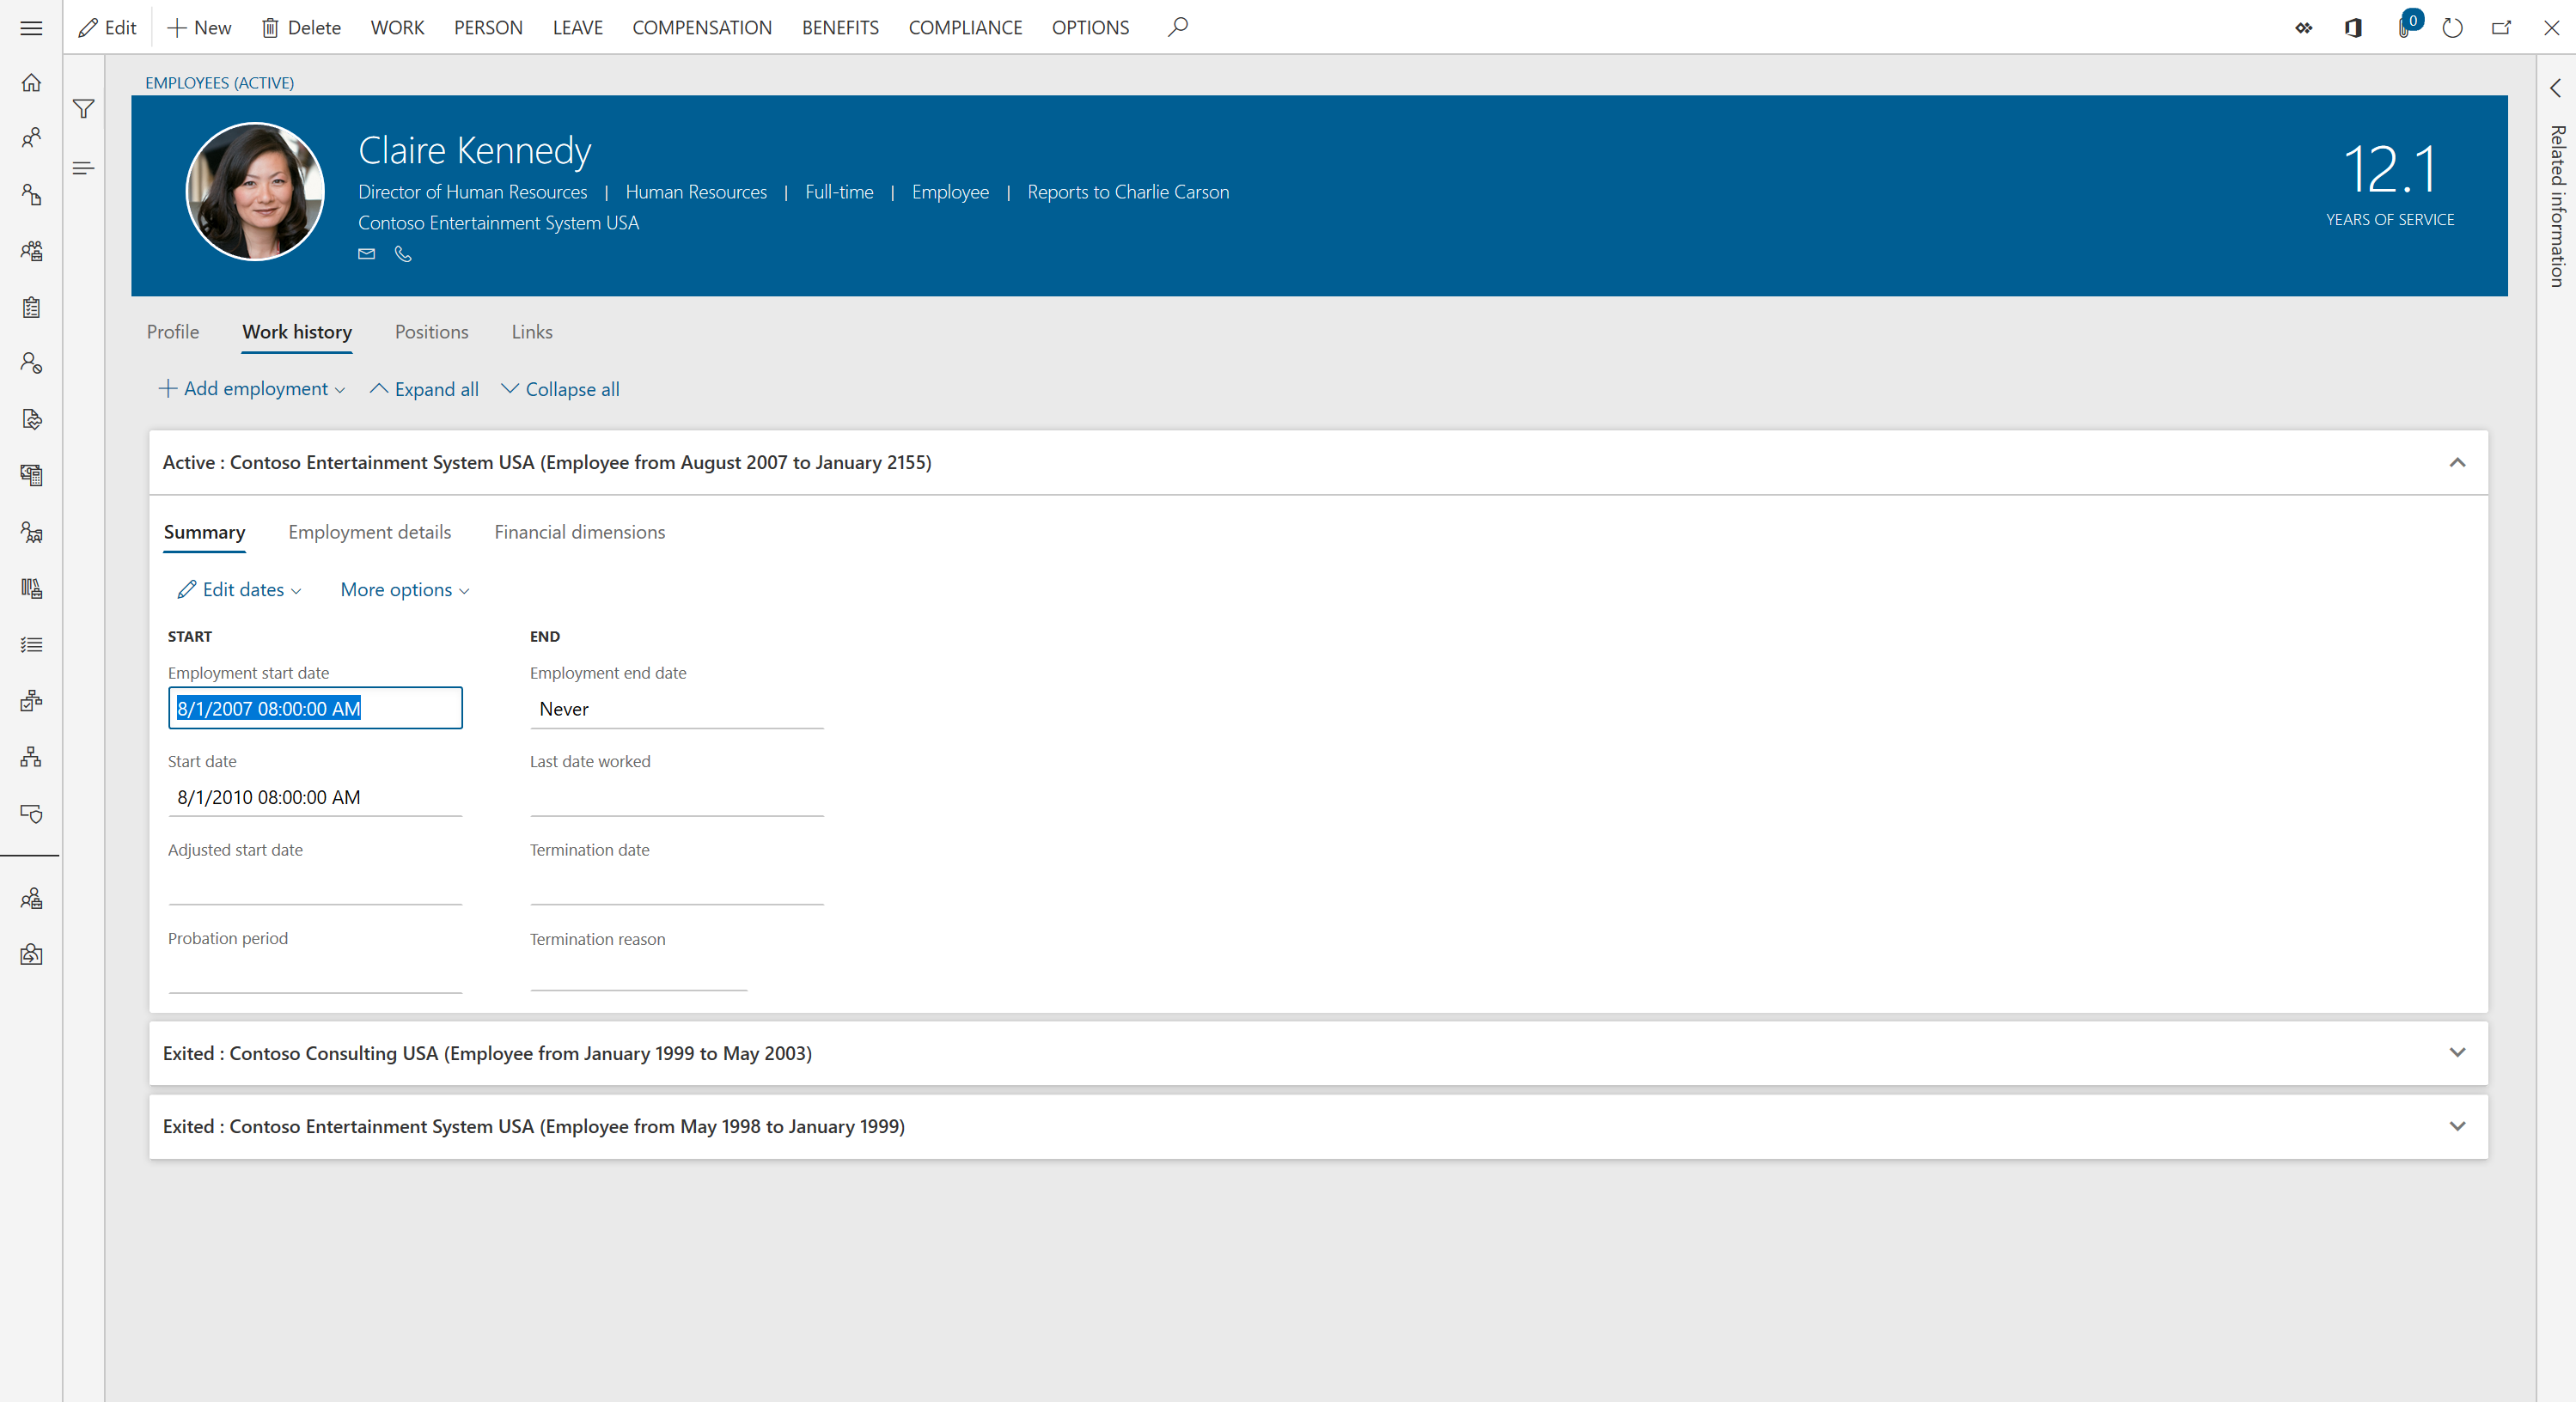 Edit
New
Delete
WORK
PERSON
LEAVE
COMPENSATION
BENEFITS
COMPLIANCE
OPTIONS
0
EMPLOYEES (ACTIVE)
Claire Kennedy
Director of Human Resources | Human Resources | Full-time | Employee | Reports to Charlie Carson
Contoso Entertainment System USA
12.1
YEARS OF SERVICE
Related information
Profile
Work history
Positions
Links
Add employment
Expand all
Collapse all
Active : Contoso Entertainment System USA (Employee from August 2007 to January 2155)
Summary
Employment details
Financial dimensions
Edit dates
More options
START
Employment start date
8/1/2007 08:00:00 AM
Start date
8/1/2010 08:00:00 AM
Adjusted start date
Probation period
END
Employment end date
Never
Last date worked
Termination date
Termination reason
Exited : Contoso Consulting USA (Employee from January 1999 to May 2003)
Exited : Contoso Entertainment System USA (Employee from May 1998 to January 1999)